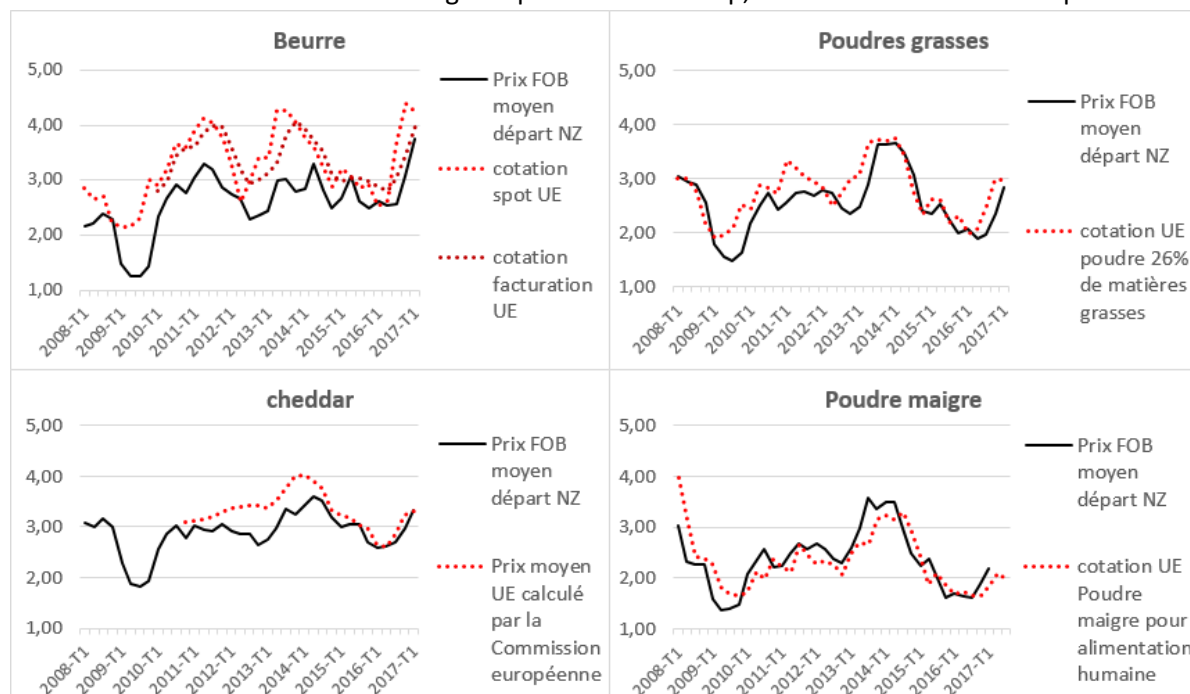 Beurre
5,00
4,00
3,00
2,00
1,00
2008-T1
2009-T1
2010-T1
2011-T1
2012-T1
2013-T1
2014-T1
2015-T1
2016-T1
2017-T1
Prix FOB
moyen
départ NZ
cotation
spot UE
cotation
facturation
UE
Poudres grasses
5,00
4,00
3,00
2,00
1,00
2008-T1
2009-T1
2010-T1
2011-T1
2012-T1
2013-T1
2014-T1
2015-T1
2016-T1
2017-T1
Prix FOB
moyen
départ NZ
cotation UE
poudre 26%
de matières
grasses
cheddar
5,00
4,00
3,00
2,00
1,00
2008-T1
2009-T1
2010-T1
2011-T1
2012-T1
2013-T1
2014-T1
2015-T1
2016-T1
2017-T1
Prix FOB
moyen
départ NZ
Prix moyen
UE calculé
par la
Commission
européenne
Poudre maigre
5,00
4,00
3,00
2,00
1,00
2008-T1
2009-T1
2010-T1
2011-T1
2012-T1
2013-T1
2014-T1
2015-T1
2016-T1
2017-T1
Prix FOB
moyen
départ NZ
cotation UE
Poudre
maigre pour
alimentation
humaine